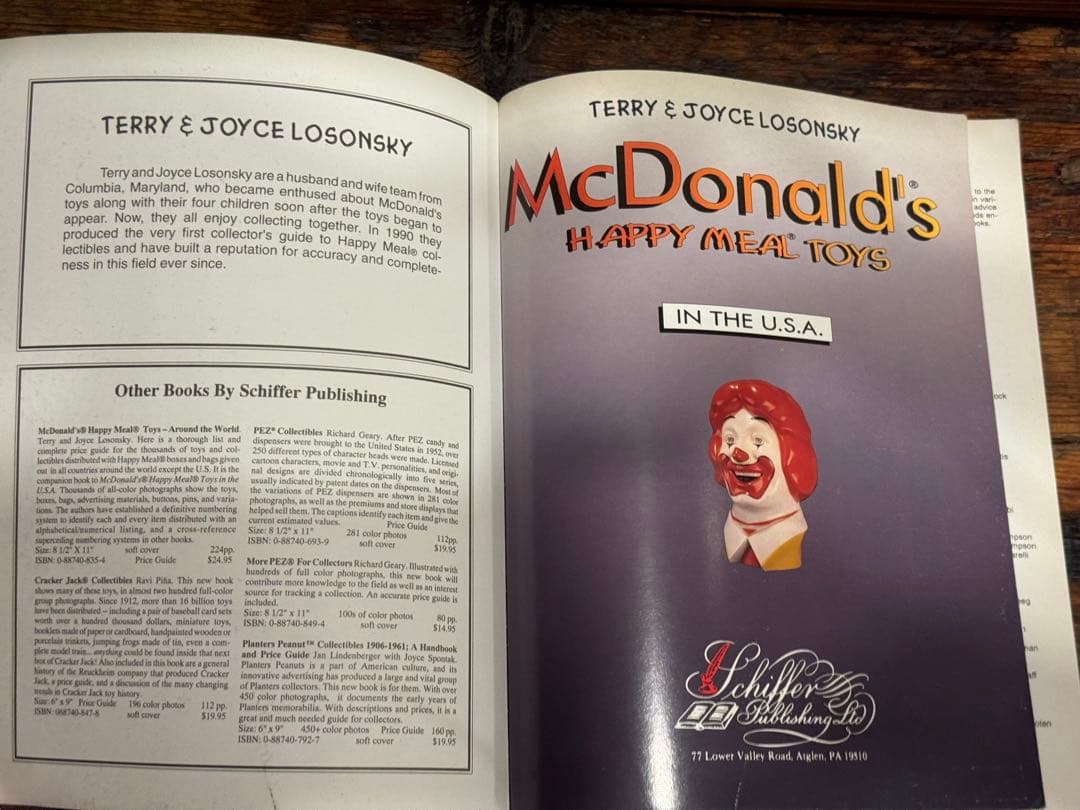 TERRY & JOYCE LOSONSKY
Terry and Joyce Losonsky are a husband and wife team from
Columbia, Maryland, who became enthused about McDonald's
toys along with their four children soon after the toys began to
appear. Now, they all enjoy collecting together. In 1990 they
produced the very first collector's guide to Happy Meal® col-
lectibles and have built a reputation for accuracy and complete-
ness in this field ever since.
Other Books By Schiffer Publishing
McDonald's® Happy Meal® Toys – Around the World.
Terry and Joyce Losonsky. Here is a thorough list and
complete price guide for the thousands of toys and col-
lectibles distributed with Happy Meal® boxes and bags given
out in all countries around the world except the U.S. It is the
companion book to McDonald's® Happy Meal® Toys in the
U.S.A. Thousands of all-color photographs show the toys,
boxes, bags, advertising materials, buttons, pins, and varia-
tions. The authors have established a definitive numbering
system to identify each and every item distributed with an
alphabetical/numerical listing, and a cross-reference
superceding numbering systems in other books.
Size: 8 1/2" X 11" soft cover 224pp.
ISBN: 0-88740-835-4 Price Guide $24.95
Cracker Jack® Collectibles Ravi Piña. This new book
shows many of these toys, in almost two hundred full-color
group photographs. Since 1912, more than 16 billion toys
have been distributed – including a pair of baseball card sets
worth over a hundred thousand dollars, miniature toys,
booklets made of paper or cardboard, handpainted wooden or
porcelain trinkets, jumping frogs made of tin, even a com-
plete model train... anything could be found inside that next
box of Cracker Jack! Also included in this book are a general
history of the Rueckheim company that produced Cracker
Jack, a price guide, and a discussion of the many changing
trends in Cracker Jack toy history.
Size: 6" x 9" Price Guide 196 color photos 112 pp.
ISBN: 088740-847-8 soft cover $19.95
PEZ® Collectibles Richard Geary. After PEZ candy and
dispensers were brought to the United States in 1952, over
250 different types of character heads were made. Licensed
cartoon characters, movie and T.V. personalities, and origi-
nal designs are divided chronologically into five series,
usually indicated by patent dates on the dispensers. Most of
the variations of PEZ dispensers are shown in 281 color
photographs, as well as the premiums and store displays that
helped sell them. The captions identify each item and give the
current estimated values. Price Guide
Size: 8 1/2" x 11" 281 color photos 112pp.
ISBN: 0-88740-693-9 soft cover $19.95
More PEZ® For Collectors Richard Geary. Illustrated with
hundreds of full color photographs, this new book will
contribute more knowledge to the field as well as an interest
source for tracking a collection. An accurate price guide is
included.
Size: 8 1/2" x 11" 100s of color photos 80 pp.
ISBN: 0-88740-849-4 soft cover $14.95
Planters Peanut™ Collectibles 1906-1961; A Handbook
and Price Guide Jan Lindenberger with Joyce Spontak.
Planters Peanuts is a part of American culture, and its
innovative advertising has produced a large and vital group
of Planters collectors. This new book is for them. With over
450 color photographs, it documents the early years of
Planters memorabilia. With descriptions and prices, it is a
great and much needed guide for collectors.
Size: 6" x 9" 450+ color photos Price Guide 160 pp.
ISBN: 0-88740-792-7 soft cover $19.95
TERRY & JOYCE LOSONSKY
McDonald's®
HAPPY MEAL® TOYS
IN THE U.S.A.
Schiffer
Publishing Ltd
77 Lower Valley Road, Atglen, PA 19310
to the
n vari-
advice
ds en-
ooks.